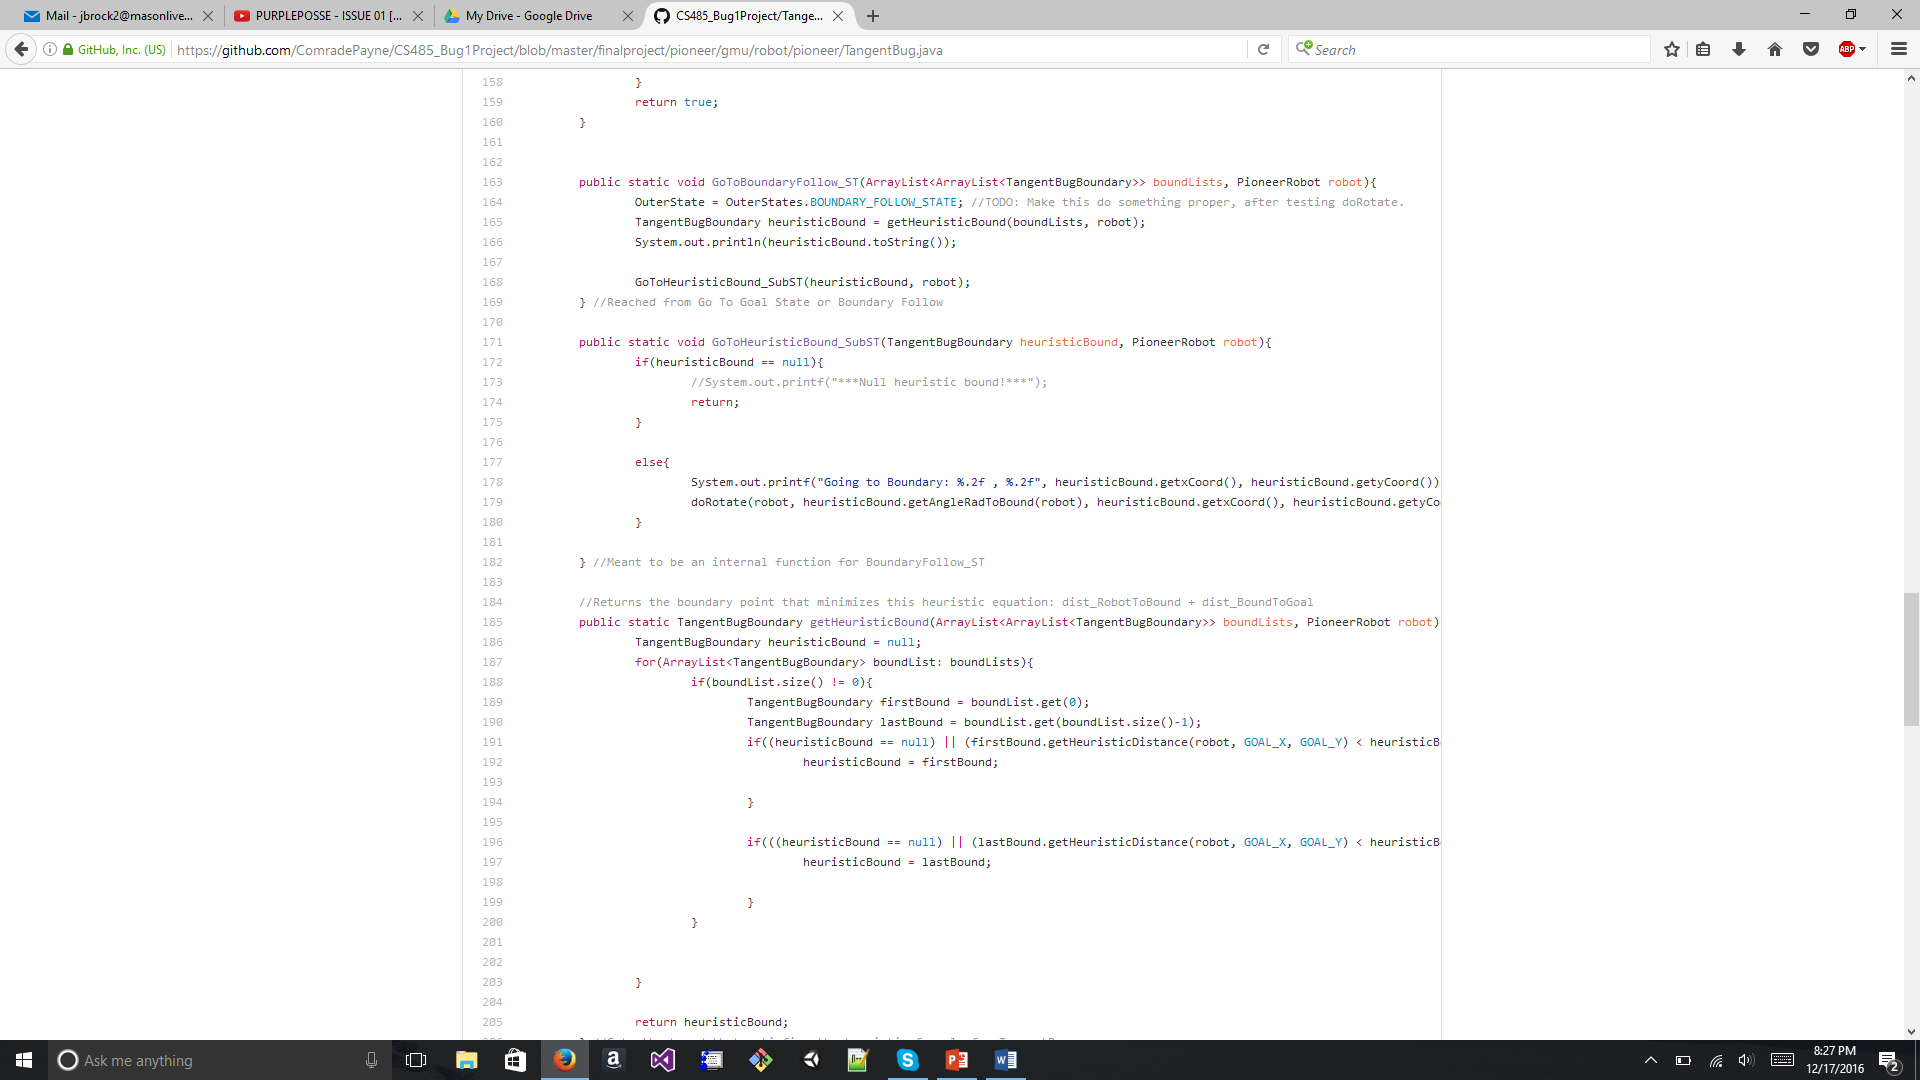 Mail - jbrock2@masonlive...
PURPLEPOSSE - ISSUE 01 [...
My Drive - Google Drive
CS485_Bug1Project/Tange...
GitHub, Inc. (US)
https://github.com/ComradePayne/CS485_Bug1Project/blob/master/finalproject/pioneer/gmu/robot/pioneer/TangentBug.java
Search
ABP
158 }
159 return true;
160 }
161
162
163 public static void GoToBoundaryFollow_ST(ArrayList<ArrayList<TangentBugBoundary>> boundLists, PioneerRobot robot){
164 OuterState = OuterStates.BOUNDARY_FOLLOW_STATE; //TODO: Make this do something proper, after testing doRotate.
165 TangentBugBoundary heuristicBound = getHeuristicBound(boundLists, robot);
166 System.out.println(heuristicBound.toString());
167
168 GoToHeuristicBound_SubST(heuristicBound, robot);
169 } //Reached from Go To Goal State or Boundary Follow
170
171 public static void GoToHeuristicBound_SubST(TangentBugBoundary heuristicBound, PioneerRobot robot){
172 if(heuristicBound == null){
173 //System.out.printf("***Null heuristic bound!***");
174 return;
175 }
176
177 else{
178 System.out.printf("Going to Boundary: %.2f , %.2f", heuristicBound.getxCoord(), heuristicBound.getyCoord())
179 doRotate(robot, heuristicBound.getAngleRadToBound(robot), heuristicBound.getxCoord(), heuristicBound.getyCo
180 }
181
182 } //Meant to be an internal function for BoundaryFollow_ST
183
184 //Returns the boundary point that minimizes this heuristic equation: dist_RobotToBound + dist_BoundToGoal
185 public static TangentBugBoundary getHeuristicBound(ArrayList<ArrayList<TangentBugBoundary>> boundLists, PioneerRobot robot)
186 TangentBugBoundary heuristicBound = null;
187 for(ArrayList<TangentBugBoundary> boundList: boundLists){
188 if(boundList.size() != 0){
189 TangentBugBoundary firstBound = boundList.get(0);
190 TangentBugBoundary lastBound = boundList.get(boundList.size()-1);
191 if((heuristicBound == null) || (firstBound.getHeuristicDistance(robot, GOAL_X, GOAL_Y) < heuristicB
192 heuristicBound = firstBound;
193
194 }
195
196 if(((heuristicBound == null) || (lastBound.getHeuristicDistance(robot, GOAL_X, GOAL_Y) < heuristicB
197 heuristicBound = lastBound;
198
199 }
200 }
201
202
203 }
204
205 return heuristicBound;
Ask me anything
8:27 PM
12/17/2016
2